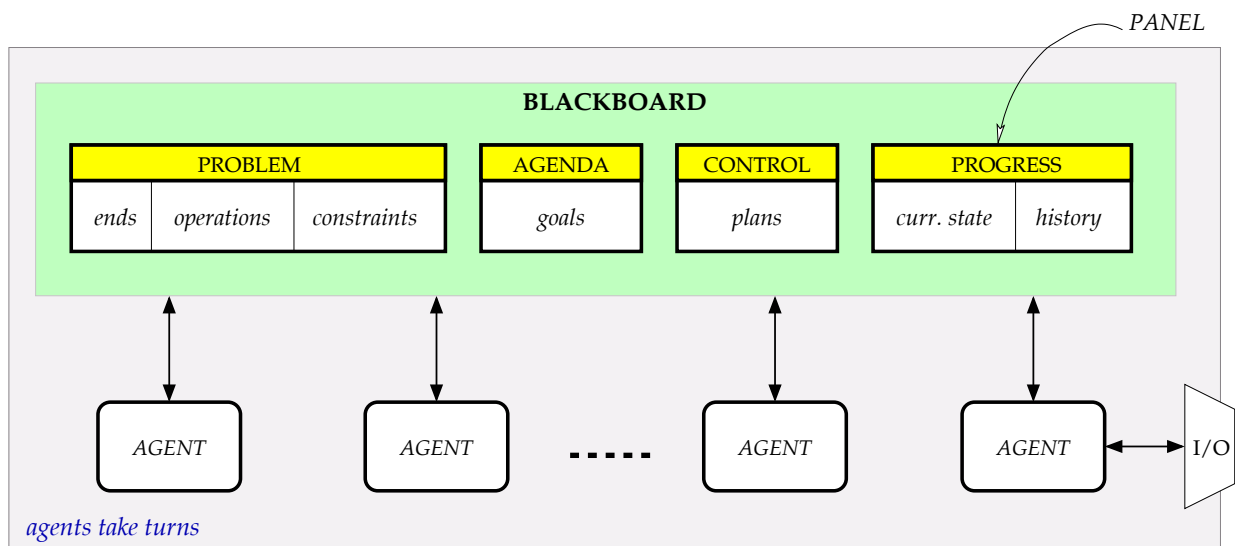 PANEL
BLACKBOARD
PROBLEM AGENDA CONTROL PROGRESS
ends operations constraints goals plans curr. state history
AGENT AGENT AGENT AGENT I/O
agents take turns